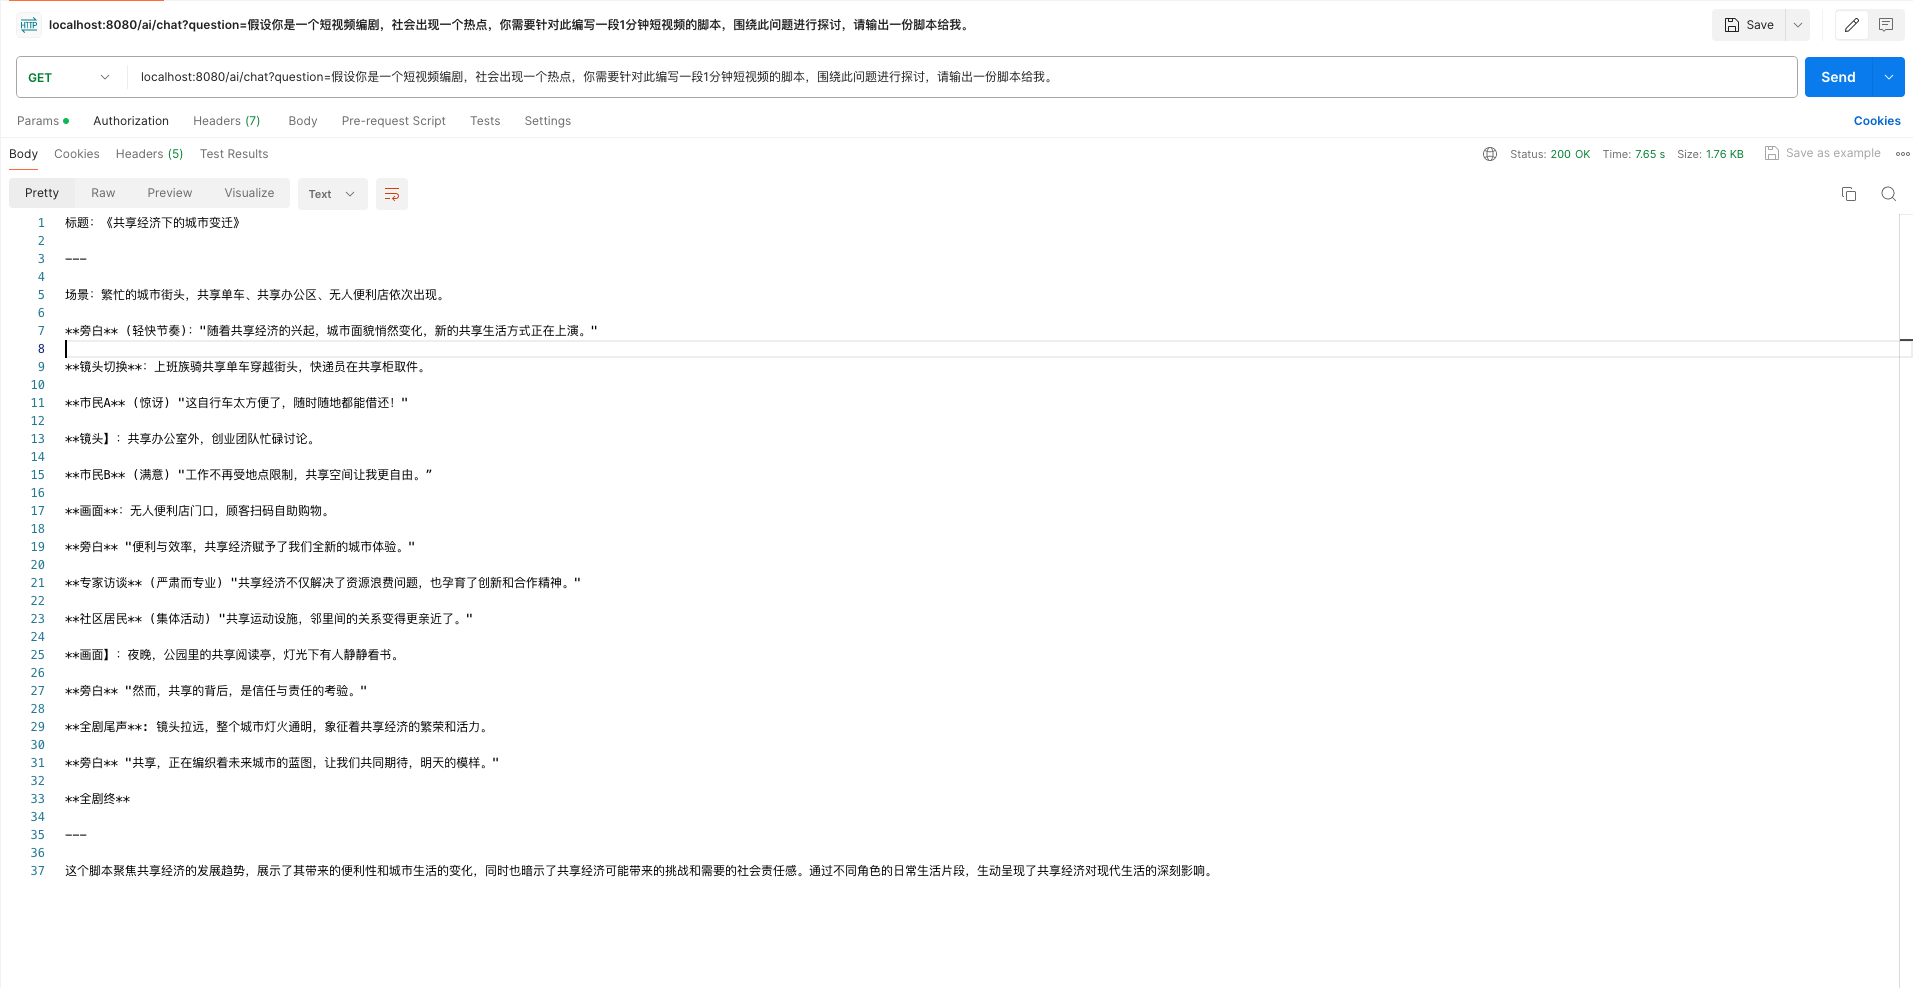 localhost:8080/ai/chat?question=假设你是一个短视频编剧，社会出现一个热点，你需要针对此编写一段1分钟短视频的脚本，围绕此问题进行探讨，请输出一份脚本给我。
Save
GET
localhost:8080/ai/chat?question=假设你是一个短视频编剧，社会出现一个热点，你需要针对此编写一段1分钟短视频的脚本，围绕此问题进行探讨，请输出一份脚本给我。
Send
Params Authorization Headers (7) Body Pre-request Script Tests Settings Cookies
Body Cookies Headers (5) Test Results Status: 200 OK Time: 7.65 s Size: 1.76 KB Save as example
Pretty Raw Preview Visualize Text
1 标题：《共享经济下的城市变迁》
2
3 ---
4
5 场景：繁忙的城市街头，共享单车、共享办公区、无人便利店依次出现。
6
7 **旁白** (轻快节奏)："随着共享经济的兴起，城市面貌悄然变化，新的共享生活方式正在上演。"
8
9 **镜头切换**：上班族骑共享单车穿越街头，快递员在共享柜取件。
10
11 **市民A** (惊讶) "这自行车太方便了，随时随地都能借还！"
12
13 **镜头】：共享办公室外，创业团队忙碌讨论。
14
15 **市民B** (满意) "工作不再受地点限制，共享空间让我更自由。”
16
17 **画面**：无人便利店门口，顾客扫码自助购物。
18
19 **旁白** "便利与效率，共享经济赋予了我们全新的城市体验。"
20
21 **专家访谈** (严肃而专业) "共享经济不仅解决了资源浪费问题，也孕育了创新和合作精神。"
22
23 **社区居民** (集体活动) "共享运动设施，邻里间的关系变得更亲近了。"
24
25 **画面】：夜晚，公园里的共享阅读亭，灯光下有人静静看书。
26
27 **旁白** "然而，共享的背后，是信任与责任的考验。"
28
29 **全剧尾声**: 镜头拉远，整个城市灯火通明，象征着共享经济的繁荣和活力。
30
31 **旁白** "共享，正在编织着未来城市的蓝图，让我们共同期待，明天的模样。"
32
33 **全剧终**
34
35 ---
36
37 这个脚本聚焦共享经济的发展趋势，展示了其带来的便利性和城市生活的变化，同时也暗示了共享经济可能带来的挑战和需要的社会责任感。通过不同角色的日常生活片段，生动呈现了共享经济对现代生活的深刻影响。